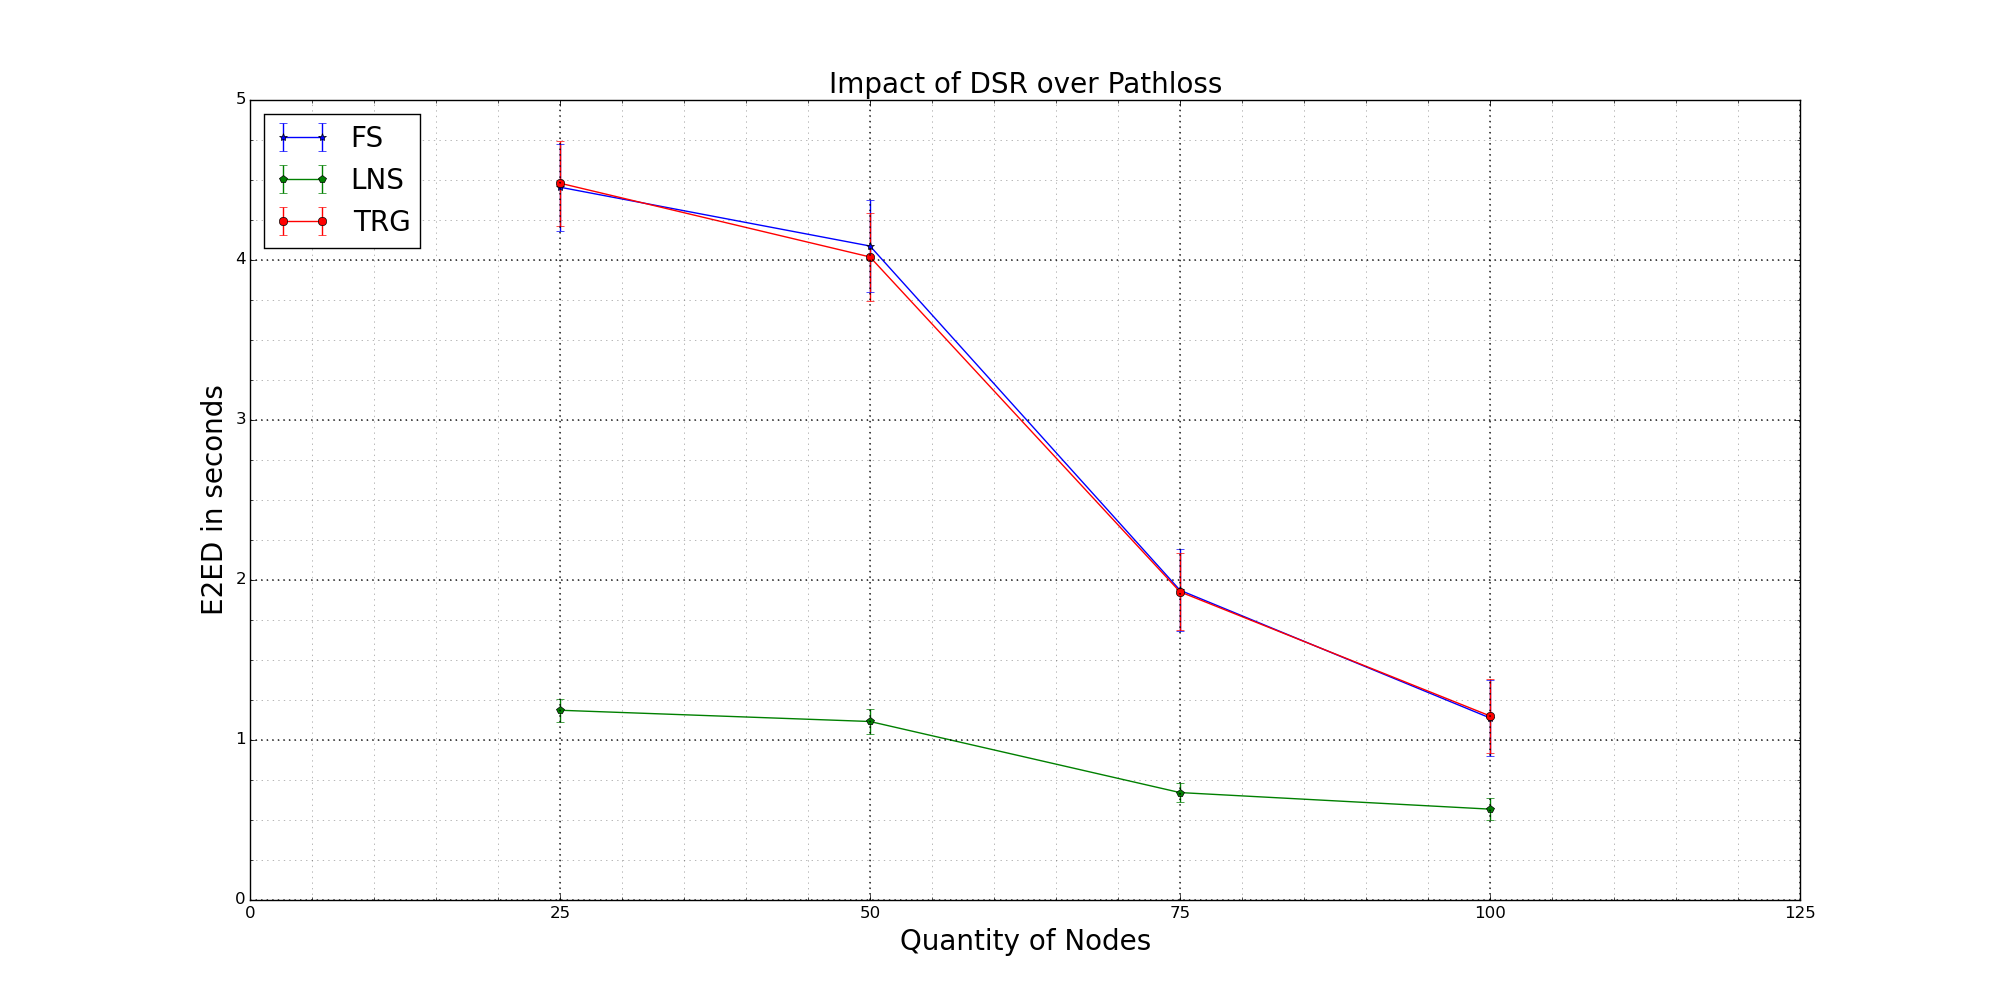 Impact of DSR over Pathloss
FS
LNS
TRG
E2ED in seconds
5
4
3
2
1
0
0 25 50 75 100 125
Quantity of Nodes